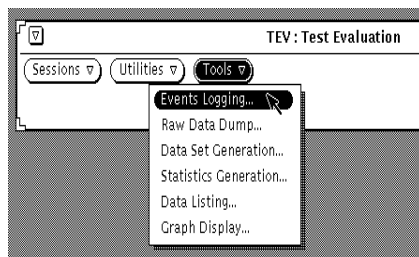 TEV : Test Evaluation
Sessions Utilities Tools
Events Logging...
Raw Data Dump...
Data Set Generation...
Statistics Generation...
Data Listing...
Graph Display...